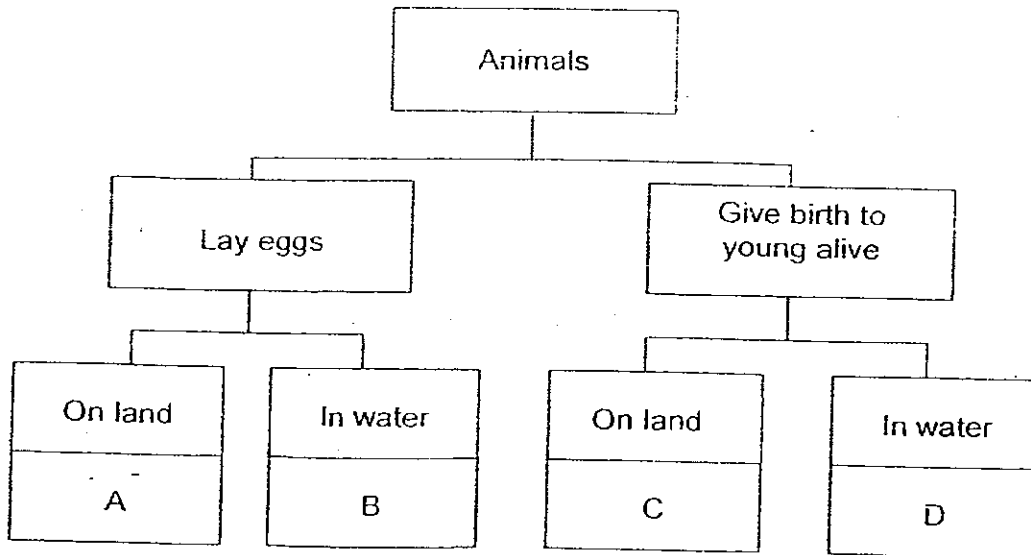 Animals
Lay eggs
Give birth to
young alive
On land
In water
On land
In water
A
B
C
D